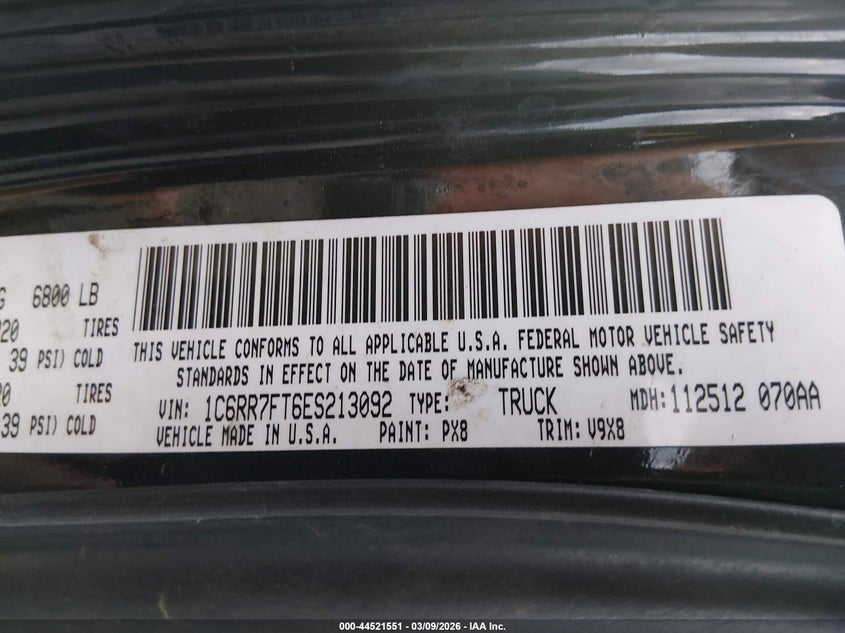 G 6800 LB
20 TIRES
39 PSI) COLD
20 TIRES
39 PSI) COLD
THIS VEHICLE CONFORMS TO ALL APPLICABLE U.S.A. FEDERAL MOTOR VEHICLE SAFETY
STANDARDS IN EFFECT ON THE DATE OF MANUFACTURE SHOWN ABOVE.
VIN: 1C6RR7FT6ES213092 TYPE: TRUCK MDH:112512 070AA
VEHICLE MADE IN U.S.A. PAINT: PX8 TRIM: V9X8
000-44521551 | 03/09/2026 - IAA Inc.